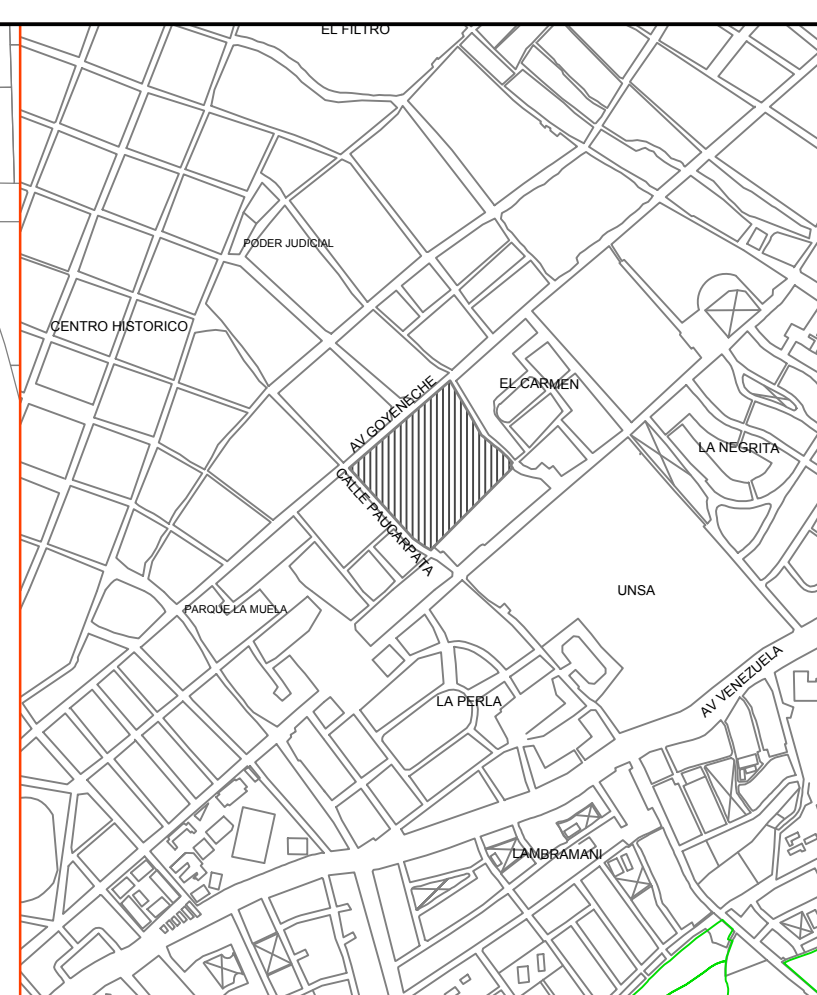 EL FILTRO
PODER JUDICIAL
CENTRO HISTORICO
AV GOYENECHE
EL CARMEN
LA NEGRITA
CALLE PAUCARPATA
UNSA
PARQUE LA MUELA
AV VENEZUELA
LA PERLA
LAMBRAMANI